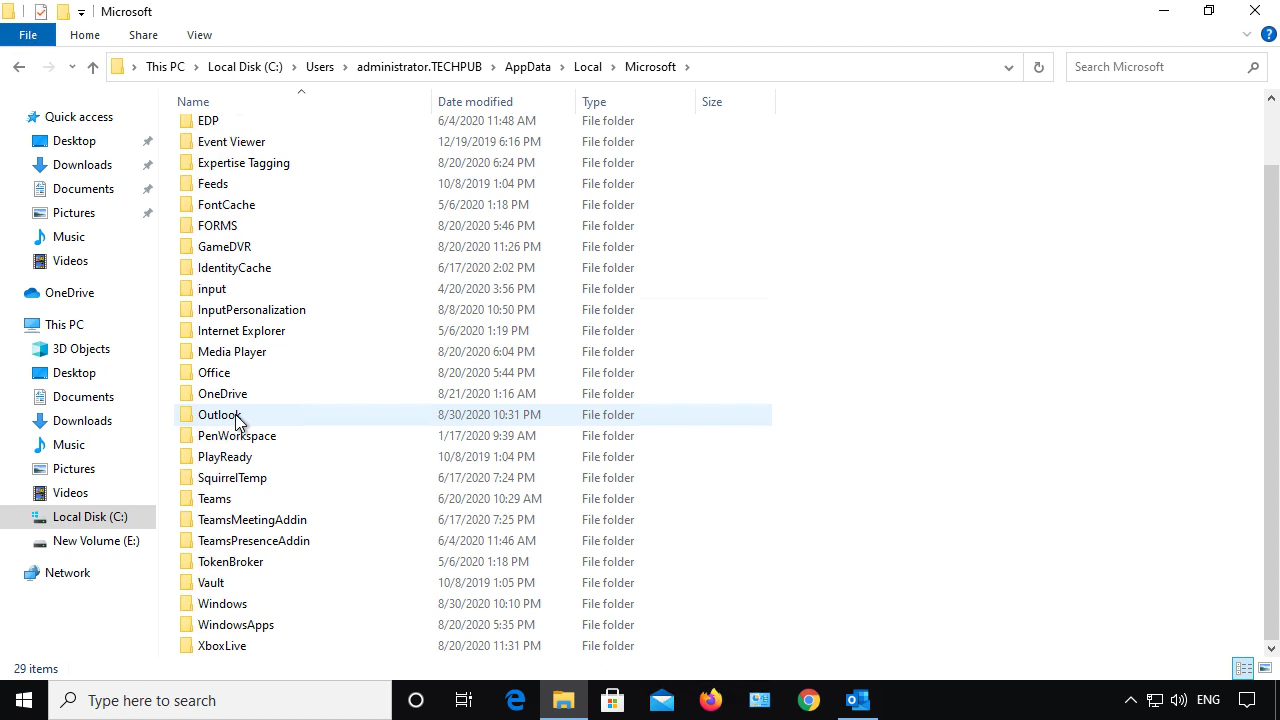 Microsoft
File Home Share View
This PC Local Disk (C:) Users administrator.TECHPUB AppData Local Microsoft Search Microsoft
Name Date modified Type Size
Quick access
Desktop
Downloads
Documents
Pictures
Music
Videos
OneDrive
This PC
3D Objects
Desktop
Documents
Downloads
Music
Pictures
Videos
Local Disk (C:)
New Volume (E:)
Network
EDP 6/4/2020 11:48 AM File folder
Event Viewer 12/19/2019 6:16 PM File folder
Expertise Tagging 8/20/2020 6:24 PM File folder
Feeds 10/8/2019 1:04 PM File folder
FontCache 5/6/2020 1:18 PM File folder
FORMS 8/20/2020 5:46 PM File folder
GameDVR 8/20/2020 11:26 PM File folder
IdentityCache 6/17/2020 2:02 PM File folder
input 4/20/2020 3:56 PM File folder
InputPersonalization 8/8/2020 10:50 PM File folder
Internet Explorer 5/6/2020 1:19 PM File folder
Media Player 8/20/2020 6:04 PM File folder
Office 8/20/2020 5:44 PM File folder
OneDrive 8/21/2020 1:16 AM File folder
Outlook 8/30/2020 10:31 PM File folder
PenWorkspace 1/17/2020 9:39 AM File folder
PlayReady 10/8/2019 1:04 PM File folder
SquirrelTemp 6/17/2020 7:24 PM File folder
Teams 6/20/2020 10:29 AM File folder
TeamsMeetingAddin 6/17/2020 7:25 PM File folder
TeamsPresenceAddin 6/4/2020 11:46 AM File folder
TokenBroker 5/6/2020 1:18 PM File folder
Vault 10/8/2019 1:05 PM File folder
Windows 8/30/2020 10:10 PM File folder
WindowsApps 8/20/2020 5:35 PM File folder
XboxLive 8/20/2020 11:31 PM File folder
29 items
Type here to search ENG